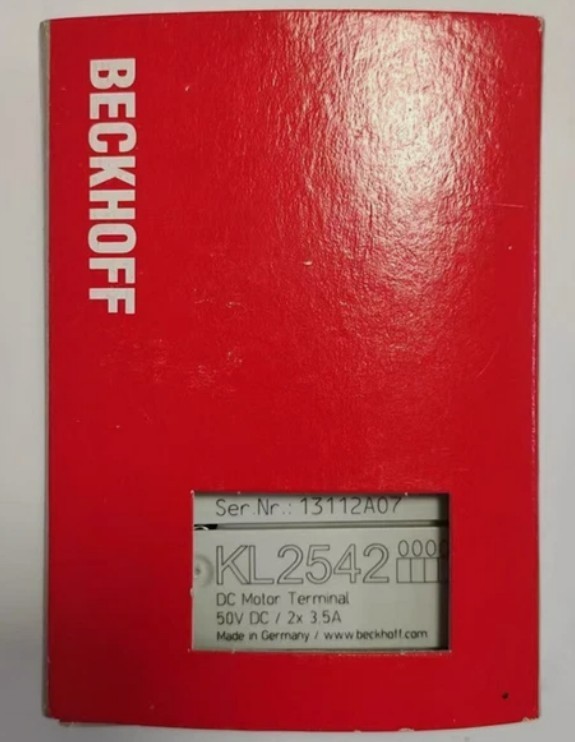 BECKHOFF
Ser.Nr.: 13112A07
KL2542 0000
DC Motor Terminal
50V DC / 2x 3.5A
Made in Germany / www.beckhoff.com